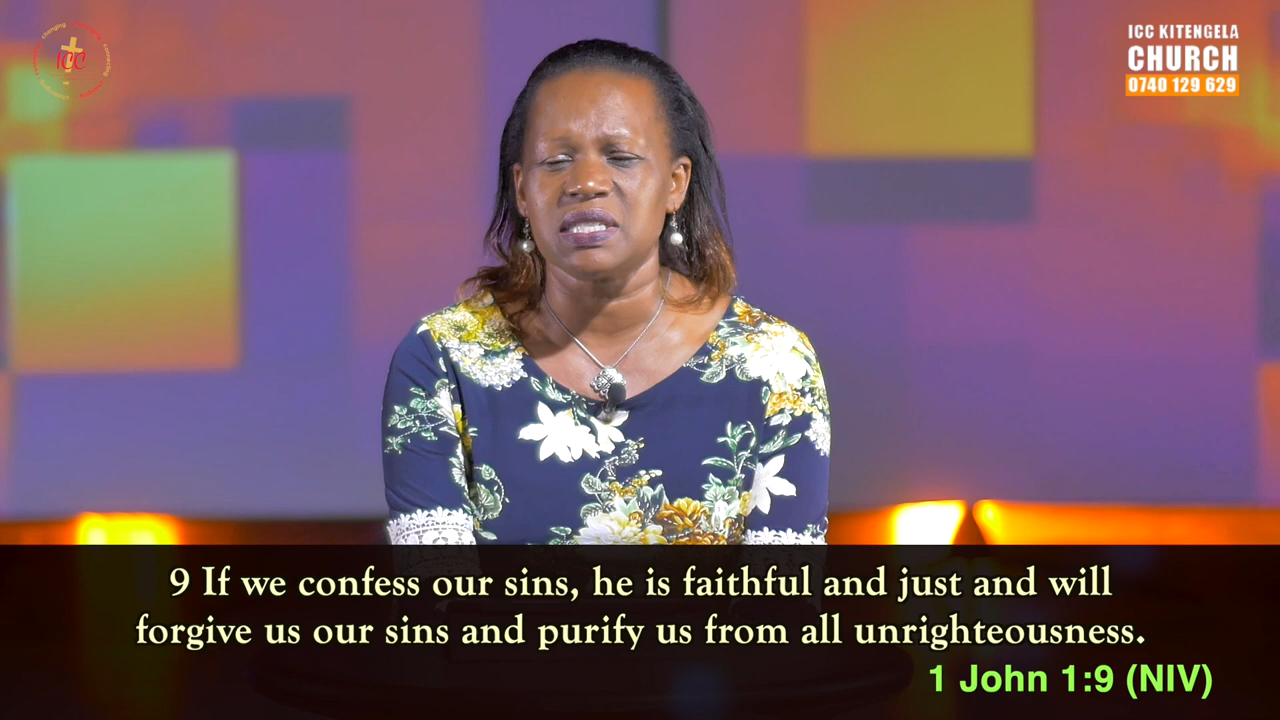 ICC
ICC KITENGELA
CHURCH
0740 129 629
9 If we confess our sins, he is faithful and just and will
forgive us our sins and purify us from all unrighteousness.
1 John 1:9 (NIV)